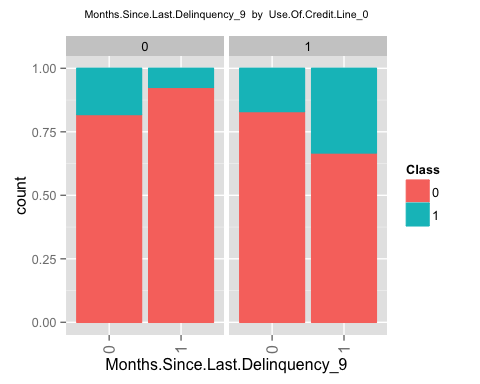 Months.Since.Last.Delinquency_9 by Use.Of.Credit.Line_0
0 1
1.00
0.75
0.50
0.25
0.00
count
0 1 0 1
Months.Since.Last.Delinquency_9
Class
0
1